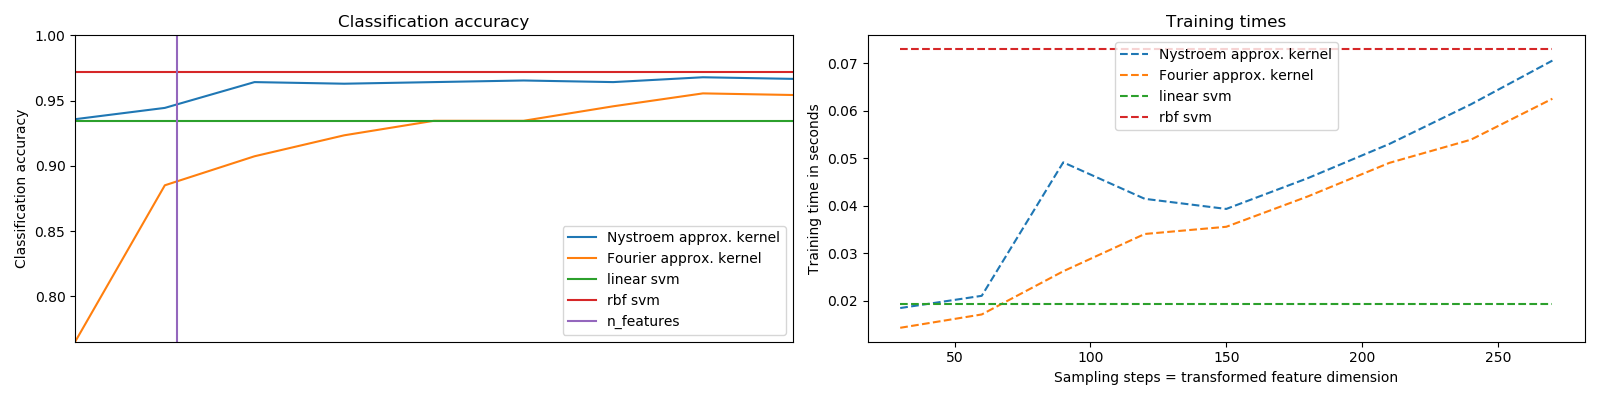 Classification accuracy
Classification accuracy
1.00
0.95
0.90
0.85
0.80
Nystroem approx. kernel
Fourier approx. kernel
linear svm
rbf svm
n_features
Training times
Training time in seconds
0.07
0.06
0.05
0.04
0.03
0.02
Nystroem approx. kernel
Fourier approx. kernel
linear svm
rbf svm
50
100
150
200
250
Sampling steps = transformed feature dimension